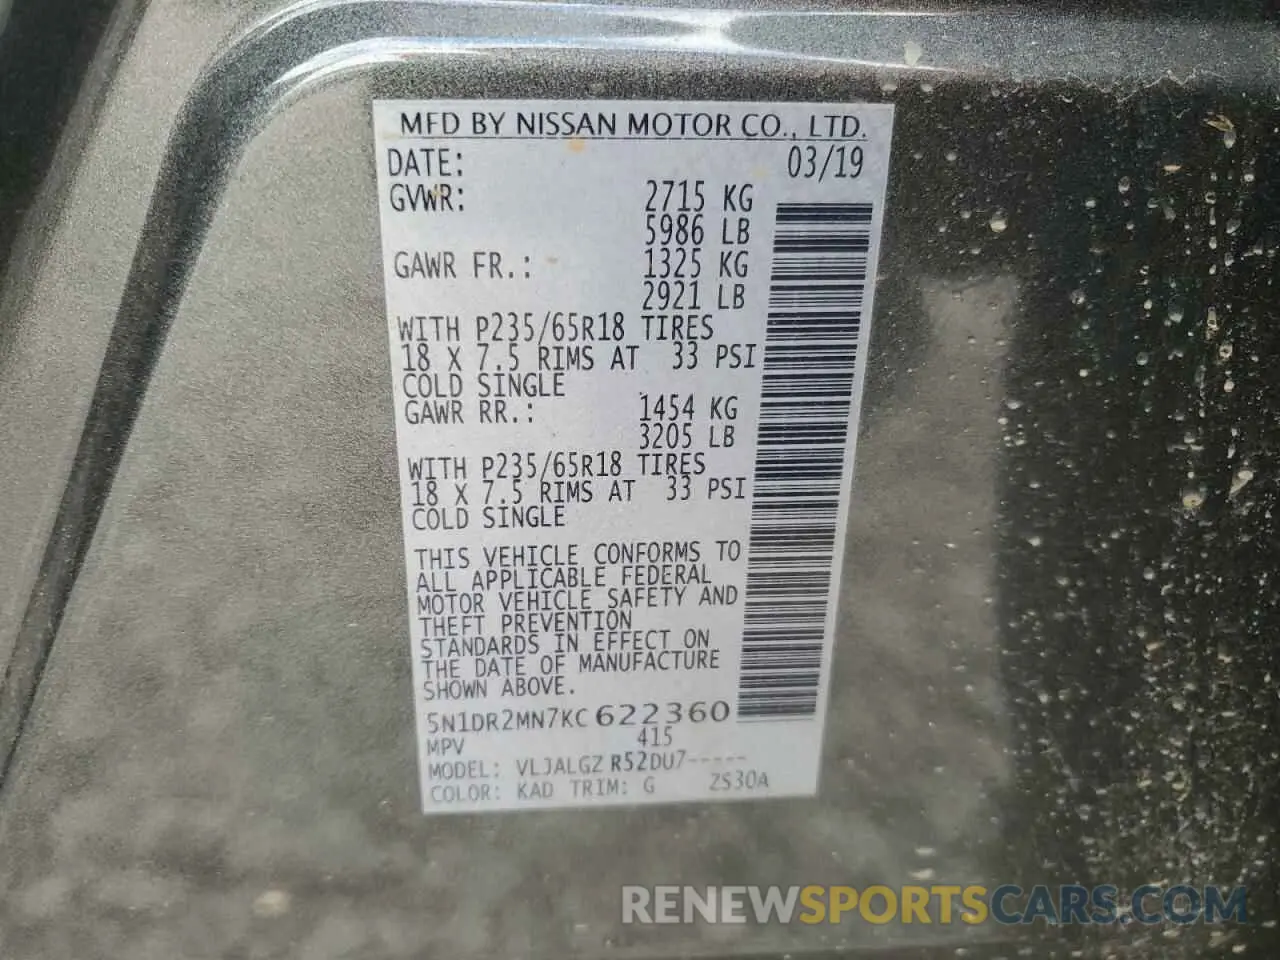 MFD BY NISSAN MOTOR CO., LTD.
DATE: 03/19
GVWR: 2715 KG
5986 LB
GAWR FR.: 1325 KG
2921 LB
WITH P235/65R18 TIRES
18 X 7.5 RIMS AT 33 PSI
COLD SINGLE
GAWR RR.: 1454 KG
3205 LB
WITH P235/65R18 TIRES
18 X 7.5 RIMS AT 33 PSI
COLD SINGLE
THIS VEHICLE CONFORMS TO
ALL APPLICABLE FEDERAL
MOTOR VEHICLE SAFETY AND
THEFT PREVENTION
STANDARDS IN EFFECT ON
THE DATE OF MANUFACTURE
SHOWN ABOVE.
5N1DR2MN7KC622360
MPV 415
MODEL: VLJALGZ R52DU7-----
COLOR: KAD TRIM: G ZS30A
RENEWSPORTSCARS.COM